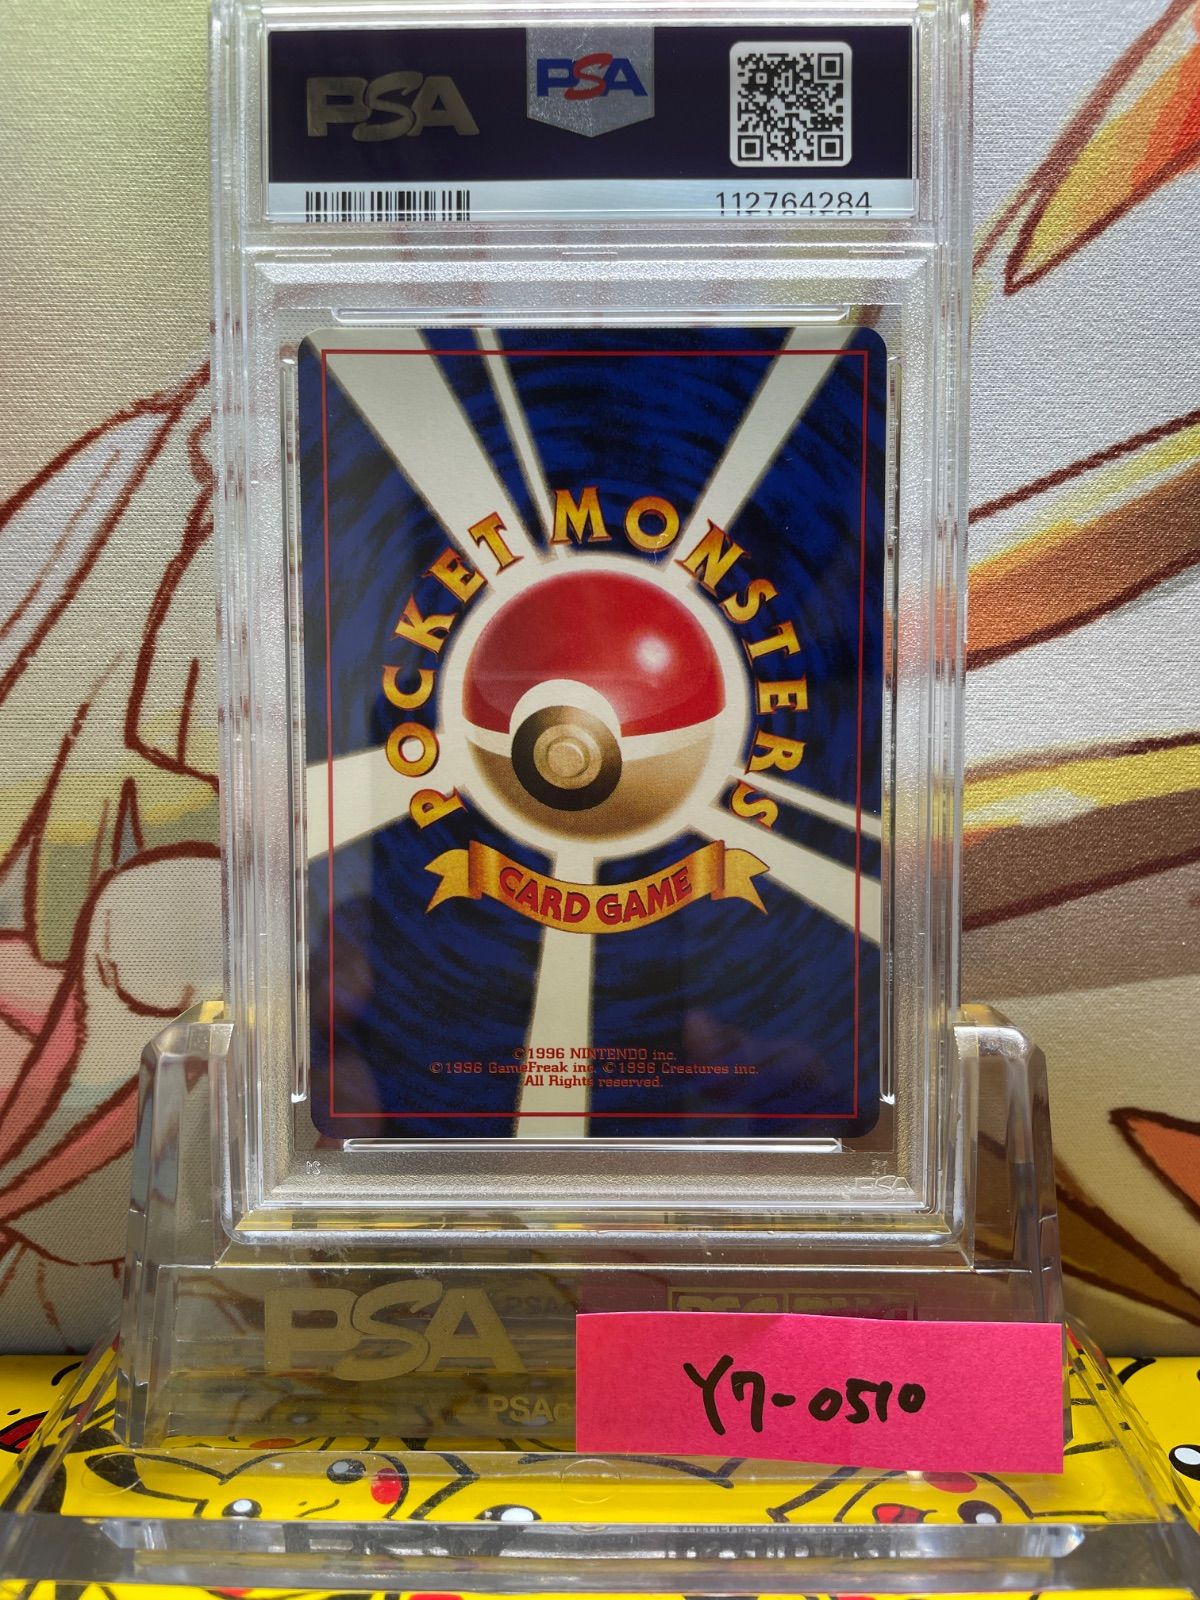 PSA
PSA
112764284
POCKET MONSTERS
CARD GAME
©1996 NINTENDO inc.
©1996 GameFreak inc. ©1996 Creatures inc.
All Rights reserved.
PSA
PSA
Y7-0510